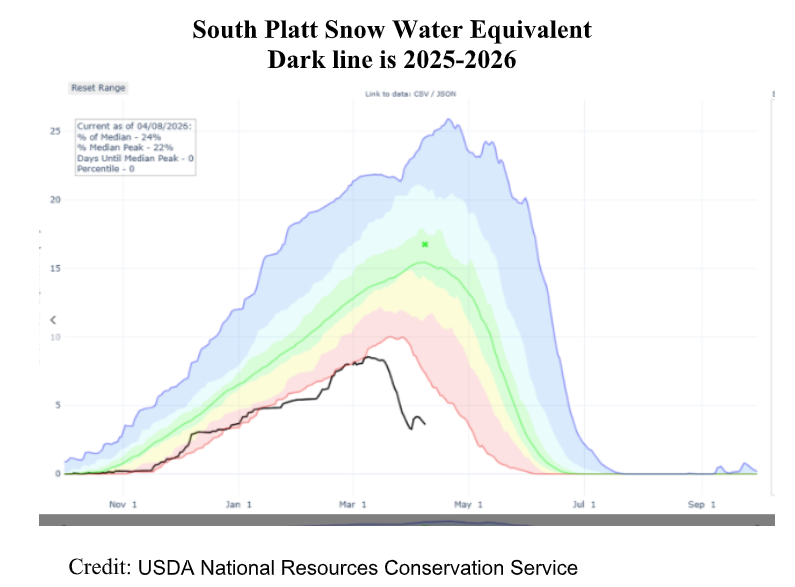 South Platt Snow Water Equivalent
Dark line is 2025-2026
Reset Range
Link to data: CSV / JSON
Current as of 04/08/2026:
% of Median - 24%
% Median Peak - 22%
Days Until Median Peak - 0
Percentile - 0
25
20
15
10
5
0
Nov 1
Jan 1
Mar 1
May 1
Jul 1
Sep 1
Credit: USDA National Resources Conservation Service